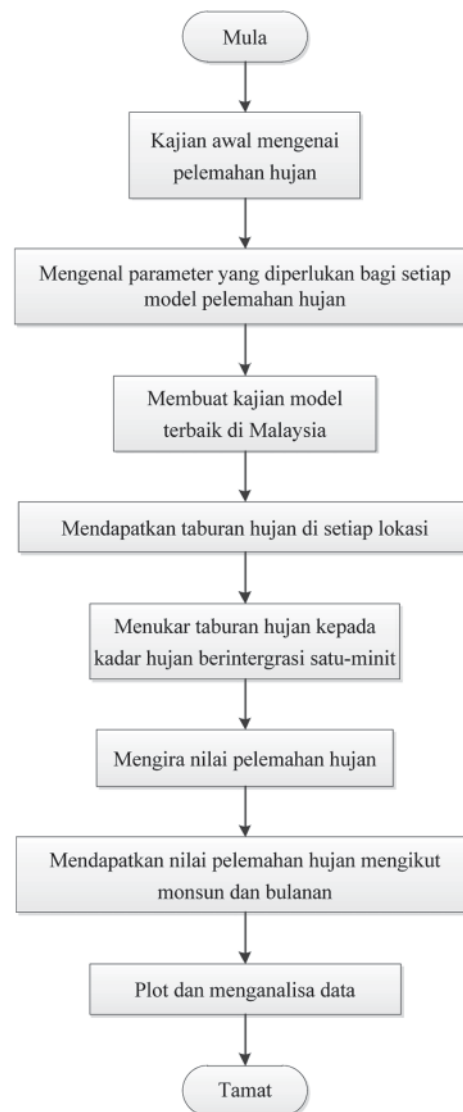 Mula
Kajian awal mengenai
pelemahan hujan
Mengenal parameter yang diperlukan bagi setiap
model pelemahan hujan
Membuat kajian model
terbaik di Malaysia
Mendapatkan taburan hujan di setiap lokasi
Menukar taburan hujan kepada
kadar hujan berintergrasi satu-minit
Mengira nilai pelemahan hujan
Mendapatkan nilai pelemahan hujan mengikut
monsun dan bulanan
Plot dan menganalisa data
Tamat